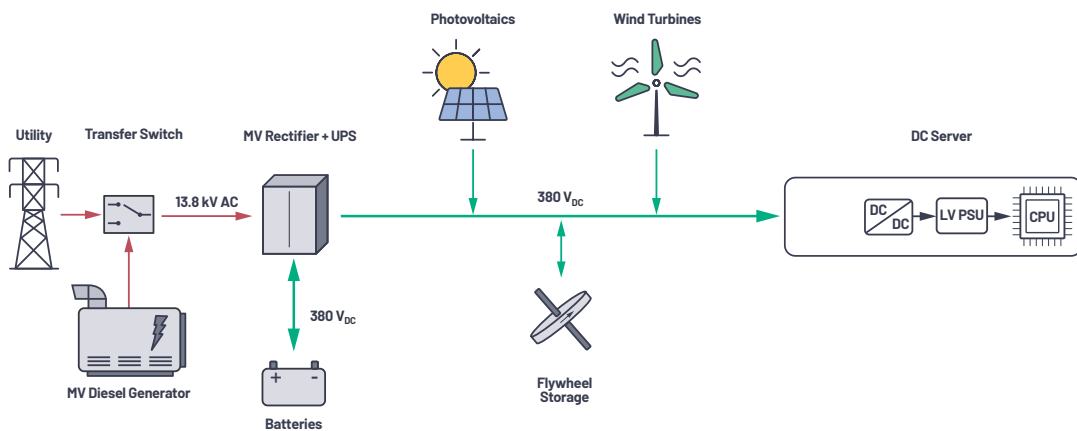 Photovoltaics
Wind Turbines
Utility
Transfer Switch
MV Rectifier + UPS
DC Server
13.8 kV AC
380 VDC
DC
DC
LV PSU
CPU
380 VDC
MV Diesel Generator
+ -
Batteries
Flywheel
Storage